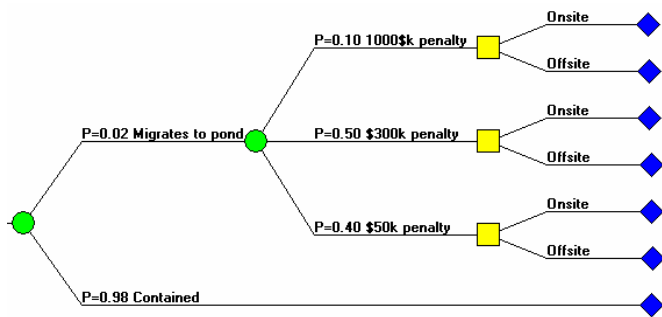 Onsite
P=0.10 1000$k penalty
Offsite
Onsite
P=0.02 Migrates to pond
P=0.50 $300k penalty
Offsite
Onsite
P=0.40 $50k penalty
Offsite
P=0.98 Contained